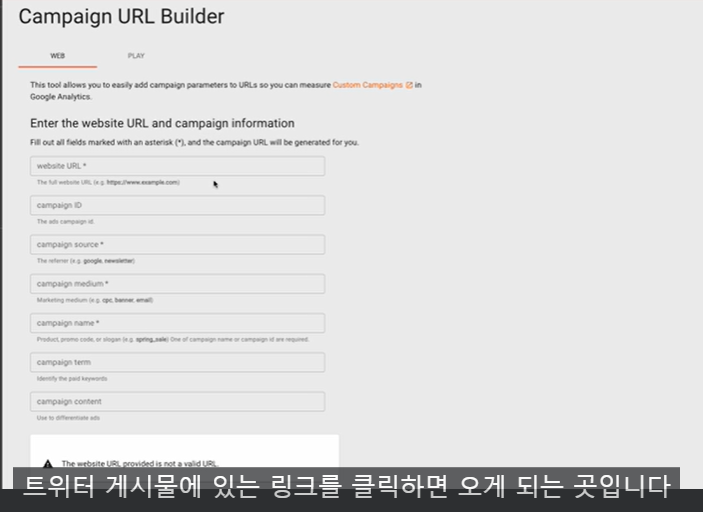 Campaign URL Builder
WEB PLAY
This tool allows you to easily add campaign parameters to URLs so you can measure Custom Campaigns in
Google Analytics.
Enter the website URL and campaign information
Fill out all fields marked with an asterisk (*), and the campaign URL will be generated for you.
website URL *
The full website URL (e.g. https://www.example.com)
campaign ID
The ads campaign id.
campaign source *
The referrer (e.g. google, newsletter)
campaign medium *
Marketing medium (e.g. cpc, banner, email)
campaign name *
Product, promo code, or slogan (e.g. spring_sale) One of campaign name or campaign id are required.
campaign term
Identify the paid keywords
campaign content
Use to differentiate ads
The website URL provided is not a valid URL.
트위터 게시물에 있는 링크를 클릭하면 오게 되는 곳입니다